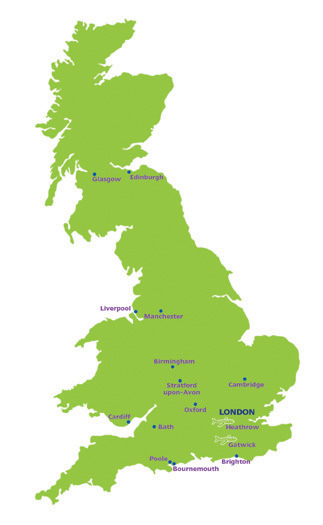 Glasgow
Edinburgh
Liverpool
Manchester
Birmingham
Stratford
upon-Avon
Cambridge
Oxford
LONDON
Cardiff
Bath
Heathrow
Gatwick
Poole
Brighton
Bournemouth